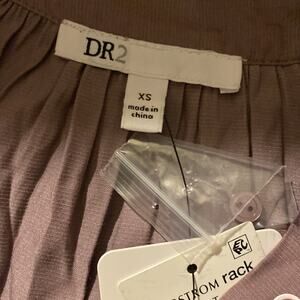 DR2
XS
made in
china
STROM rack